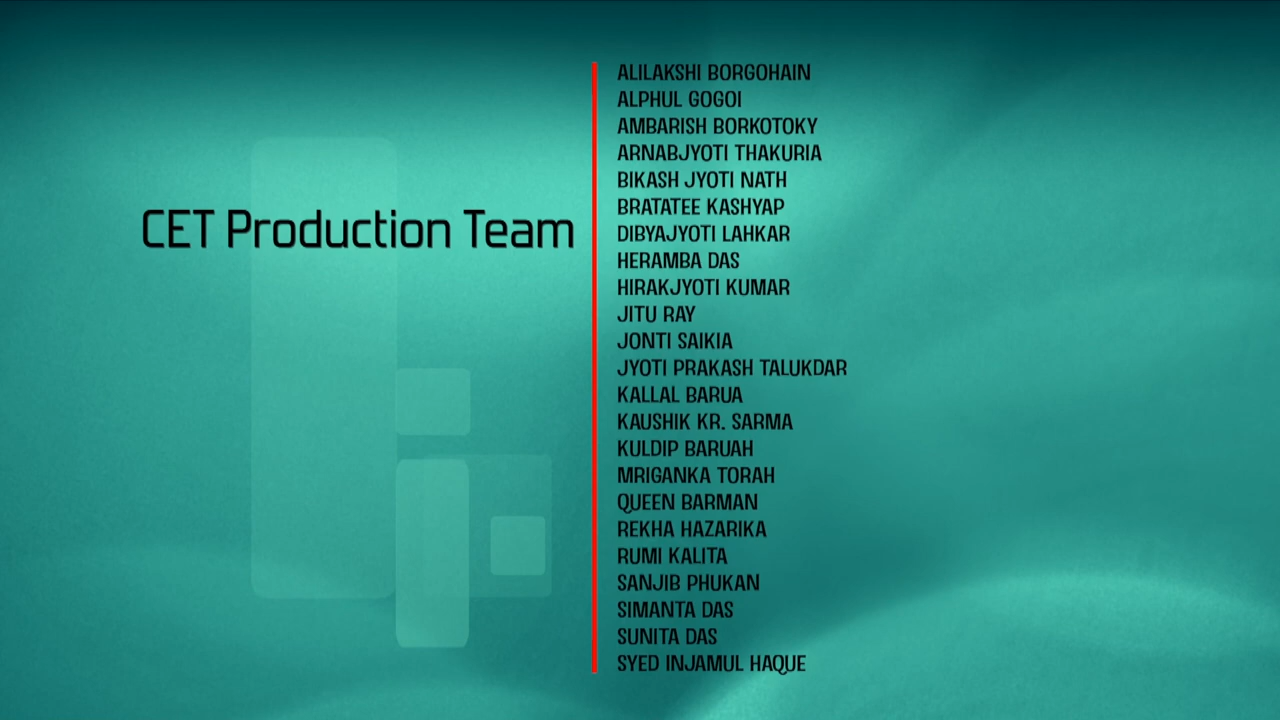 CET Production Team
ALILAKSHI BORGOHAIN
ALPHUL GOGOI
AMBARISH BORKOTOKY
ARNABJYOTI THAKURIA
BIKASH JYOTI NATH
BRATATEE KASHYAP
DIBYAJYOTI LAHKAR
HERAMBA DAS
HIRAKJYOTI KUMAR
JITU RAY
JONTI SAIKIA
JYOTI PRAKASH TALUKDAR
KALLAL BARUA
KAUSHIK KR. SARMA
KULDIP BARUAH
MRIGANKA TORAH
QUEEN BARMAN
REKHA HAZARIKA
RUMI KALITA
SANJIB PHUKAN
SIMANTA DAS
SUNITA DAS
SYED INJAMUL HAQUE